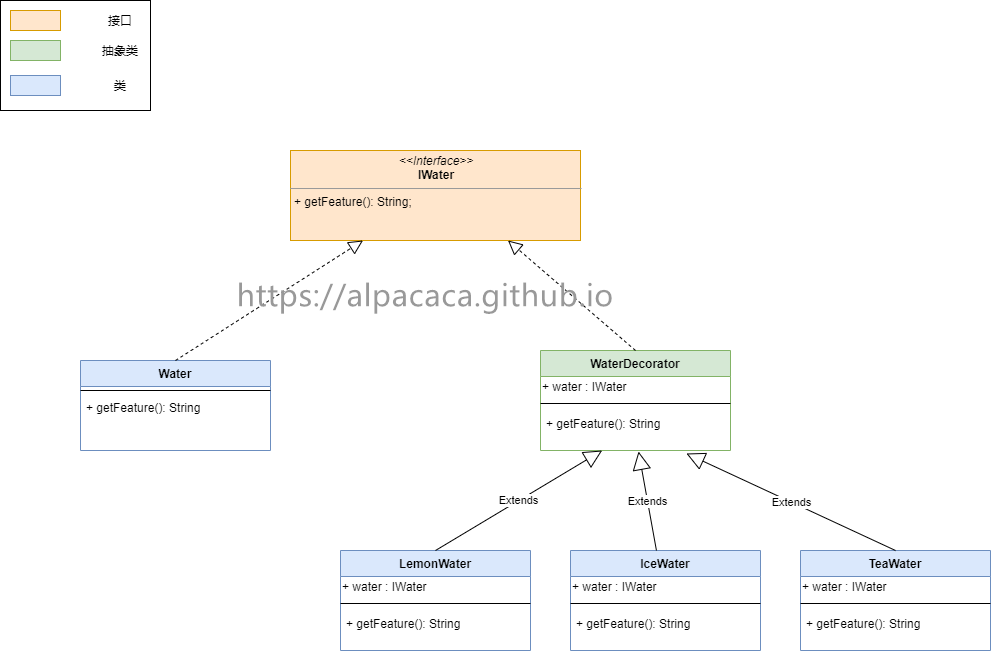 接口
抽象类
类
<<Interface>>
IWater
+ getFeature(): String;
https://alpacaca.github.io
Water
+ getFeature(): String
WaterDecorator
+ water : IWater
+ getFeature(): String
Extends
Extends
Extends
LemonWater
+ water : IWater
+ getFeature(): String
IceWater
+ water : IWater
+ getFeature(): String
TeaWater
+ water : IWater
+ getFeature(): String